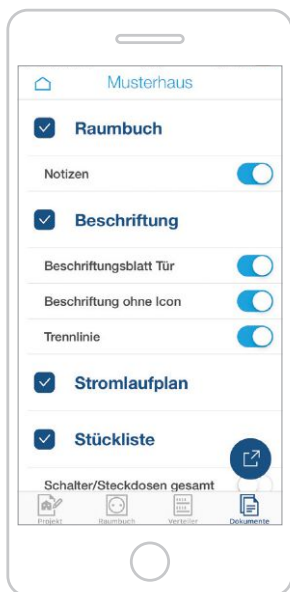 Musterhaus
Raumbuch
Notizen
Beschriftung
Beschriftungsblatt Tür
Beschriftung ohne Icon
Trennlinie
Stromlaufplan
Stückliste
Schalter/Steckdosen gesamt
Projekt Raumbuch Verteiler Dokumente